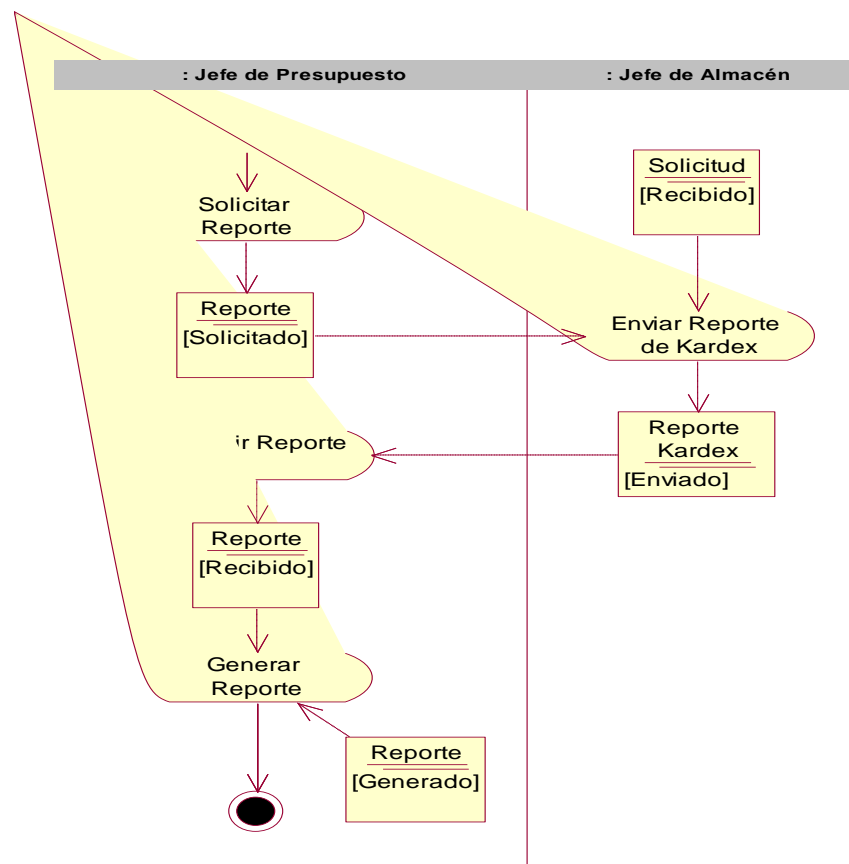 : Jefe de Presupuesto
: Jefe de Almacén
Solicitud
[Recibido]
Solicitar
Reporte
Reporte
[Solicitado]
Enviar Reporte
de Kardex
Reporte
Kardex
[Enviado]
ir Reporte
Reporte
[Recibido]
Generar
Reporte
Reporte
[Generado]